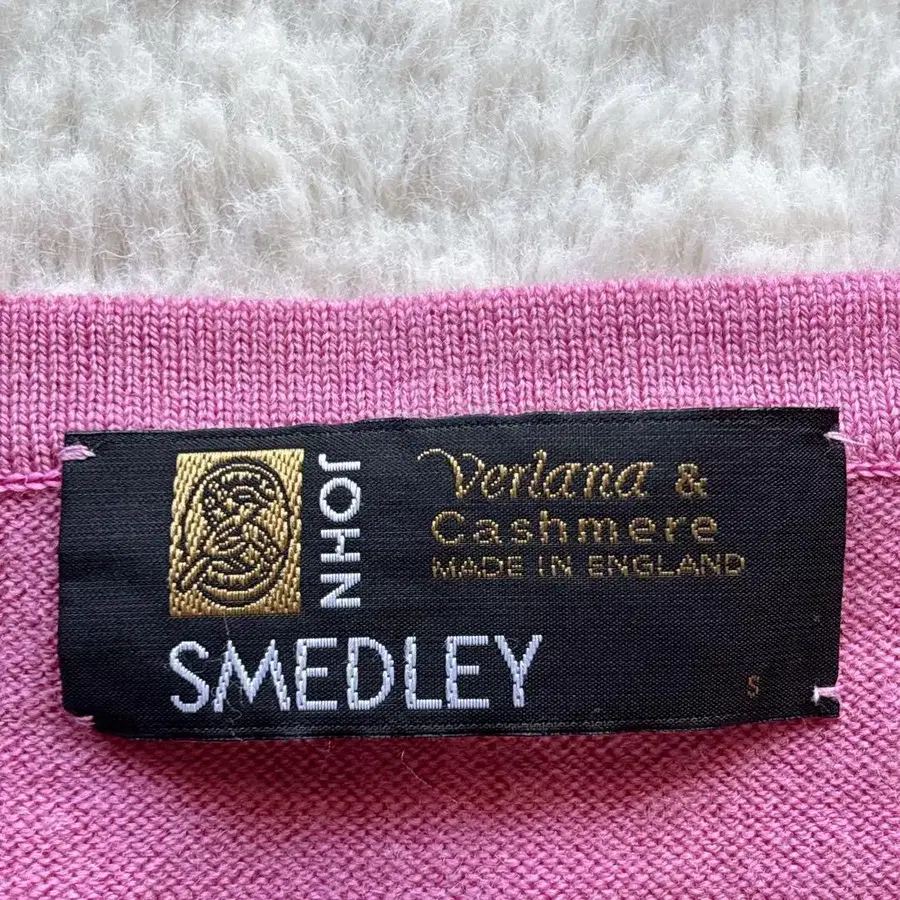 JOHN
SMEDLEY
Verlana &
Cashmere
MADE IN ENGLAND
S